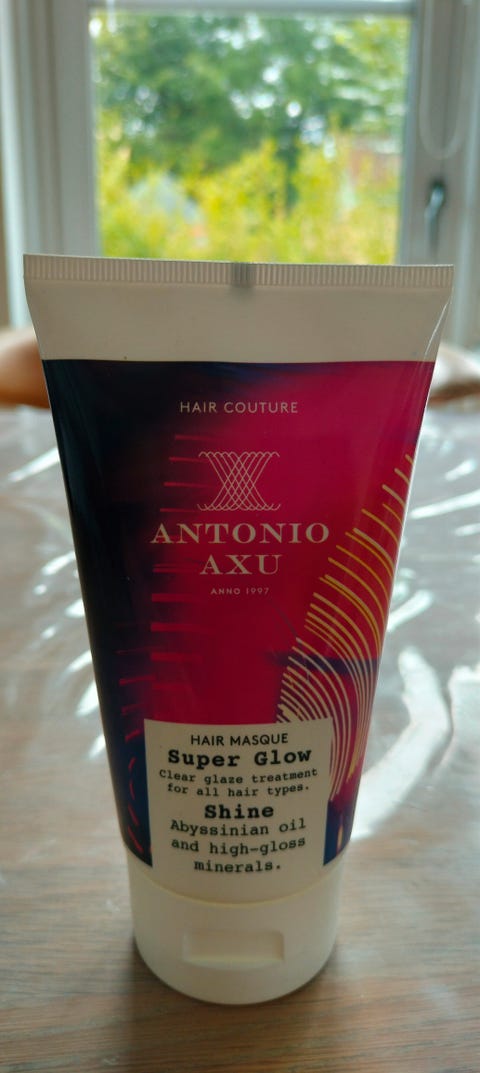 HAIR COUTURE
ANTONIO
AXU
ANNO 1997
HAIR MASQUE
Super Glow
Clear glaze treatment
for all hair types.
Shine
Abyssinian oil
and high-gloss
minerals.